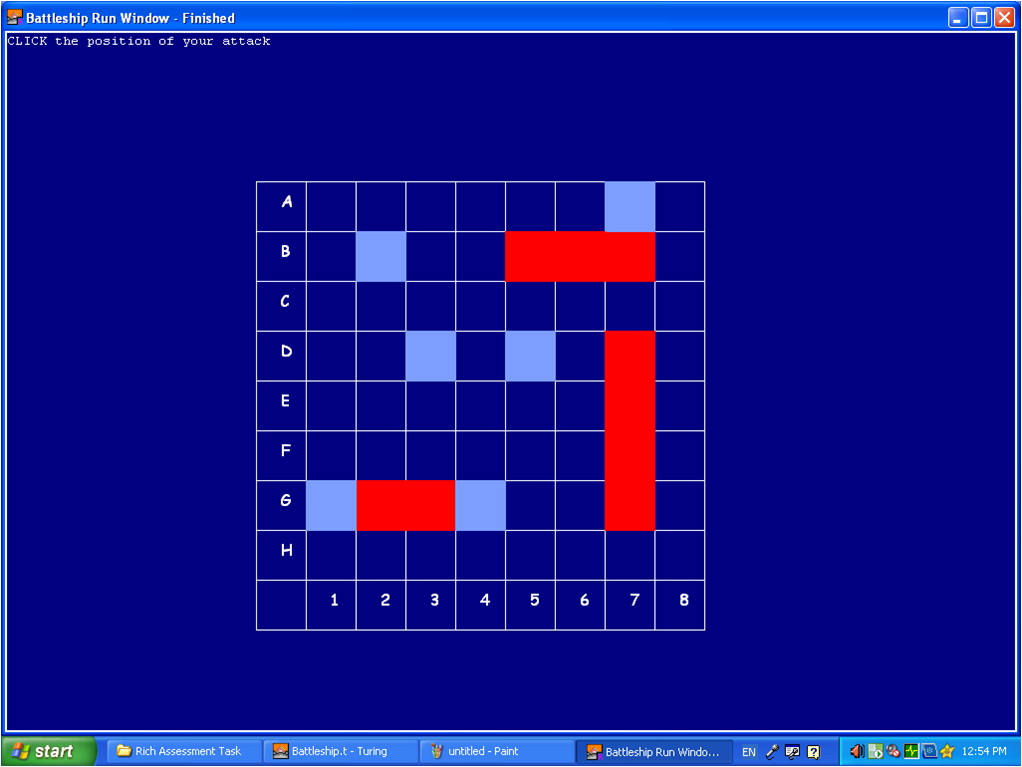 Battleship Run Window - Finished
CLICK the position of your attack
A
B
C
D
E
F
G
H
1 2 3 4 5 6 7 8
start Rich Assessment Task Battleship.t - Turing untitled - Paint Battleship Run Windo... EN 12:54 PM